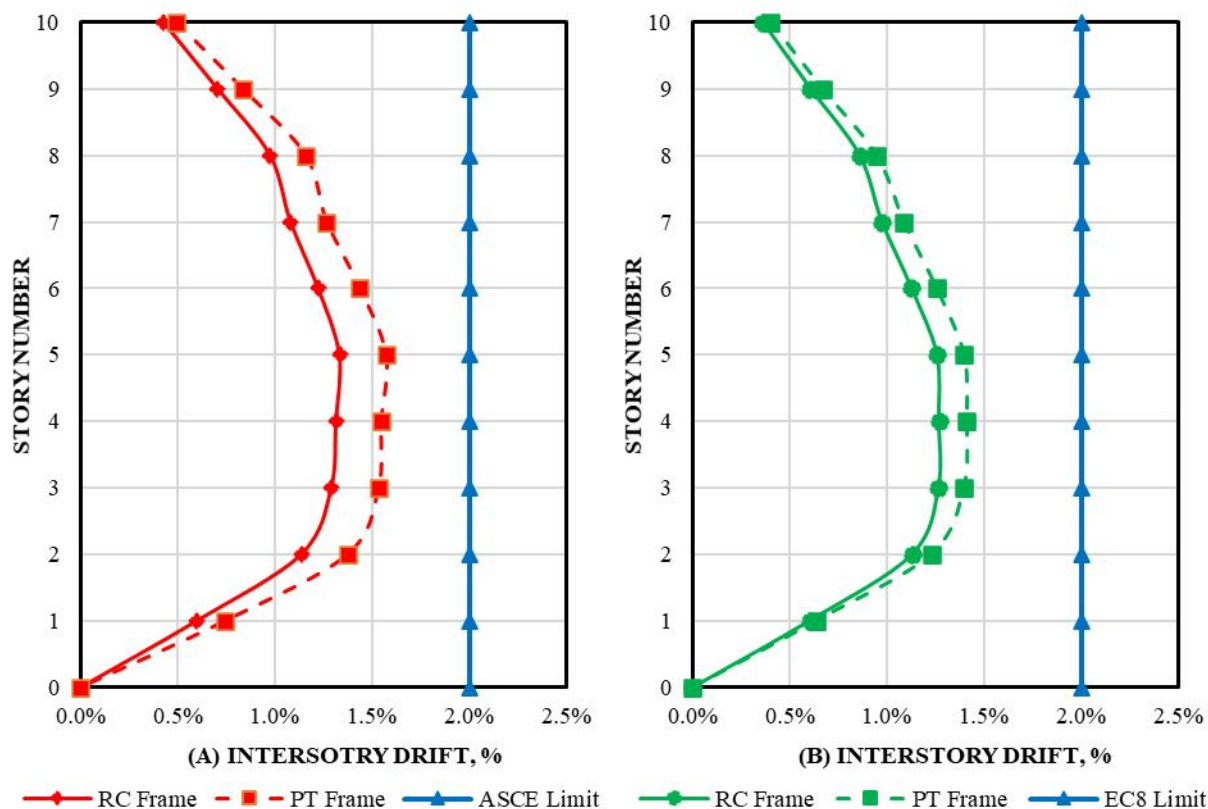 STORY NUMBER
10
9
8
7
6
5
4
3
2
1
0
0.0% 0.5% 1.0% 1.5% 2.0% 2.5%
(A) INTERSOTRY DRIFT, %
RC Frame PT Frame ASCE Limit
STORY NUMBER
10
9
8
7
6
5
4
3
2
1
0
0.0% 0.5% 1.0% 1.5% 2.0% 2.5%
(B) INTERSTORY DRIFT, %
RC Frame PT Frame EC8 Limit